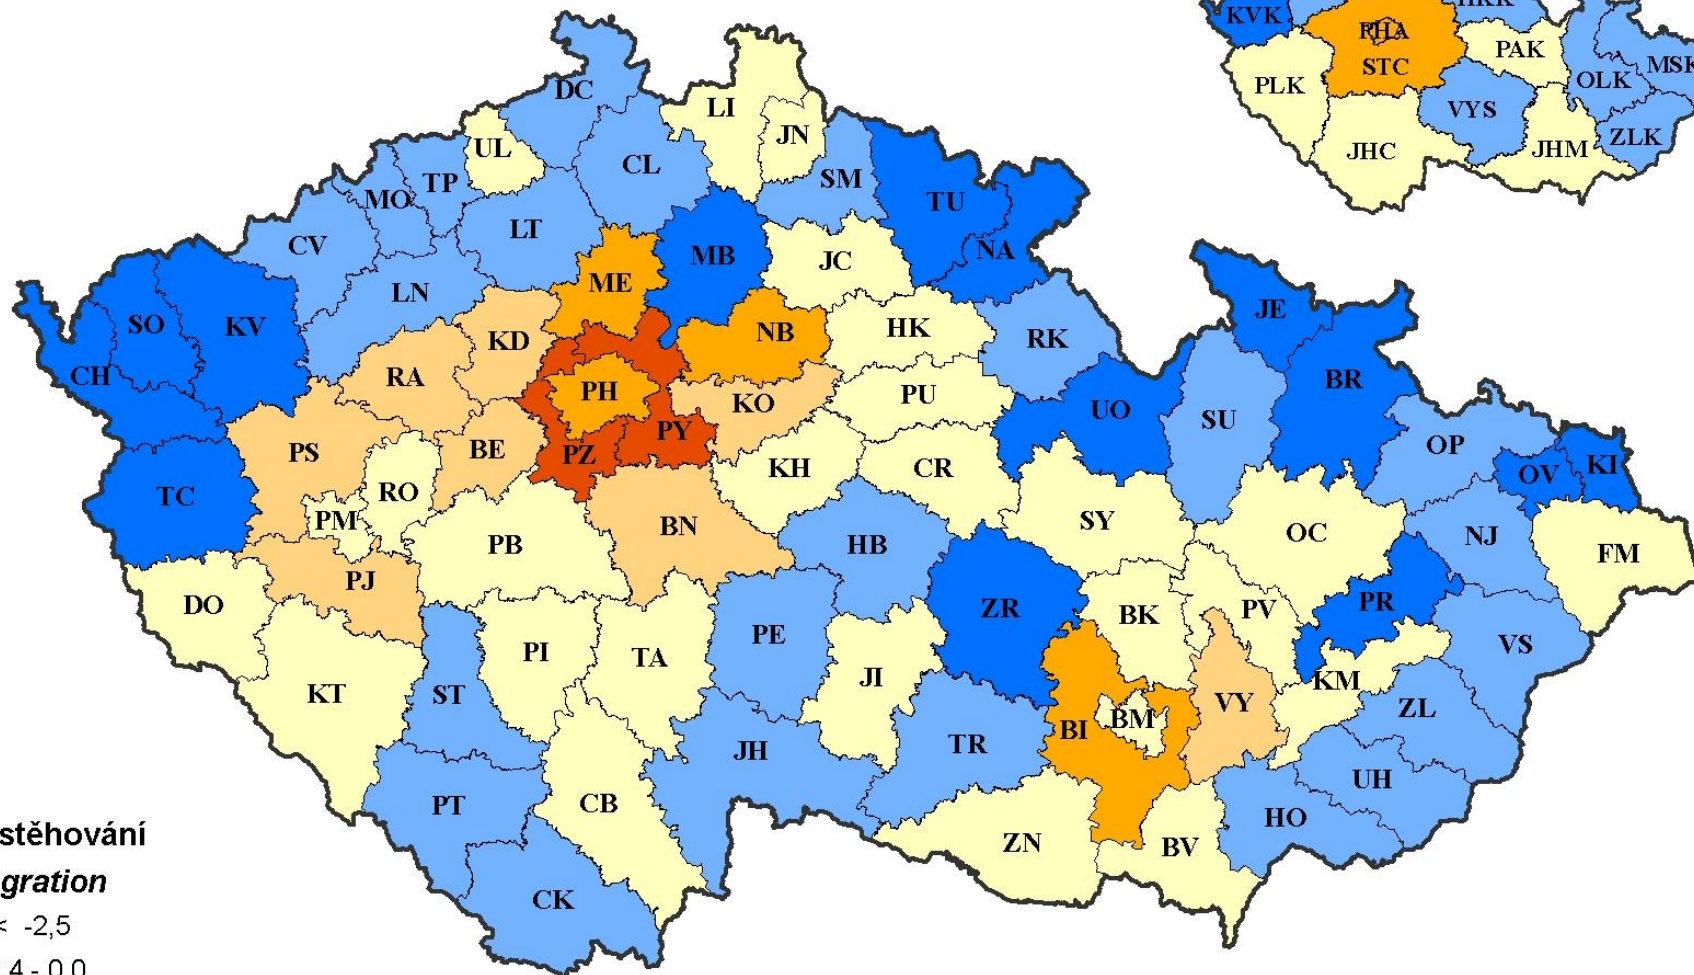 KVK
HKK
PHA
STC
PAK
MSK
PLK
OLK
VYS
ZLK
JHC
JHM
DC
LI
JN
UL
CL
SM
MO
TP
TU
CV
LT
NA
MB
JC
ME
LN
SO
KV
JE
KD
NB
HK
RK
CH
RA
PH
KO
PU
BR
UO
SU
PS
BE
PZ
PY
KH
CR
OP
OV
KI
TC
RO
PM
BN
SY
OC
NJ
PB
HB
FM
DO
PJ
ZR
BK
PV
PR
PE
VS
PI
TA
KT
ST
JI
KM
BI
BM
VY
ZL
JH
TR
UH
PT
CB
HO
ZN
BV
CK
stěhování
gration
< -2,5
4 - 0,0